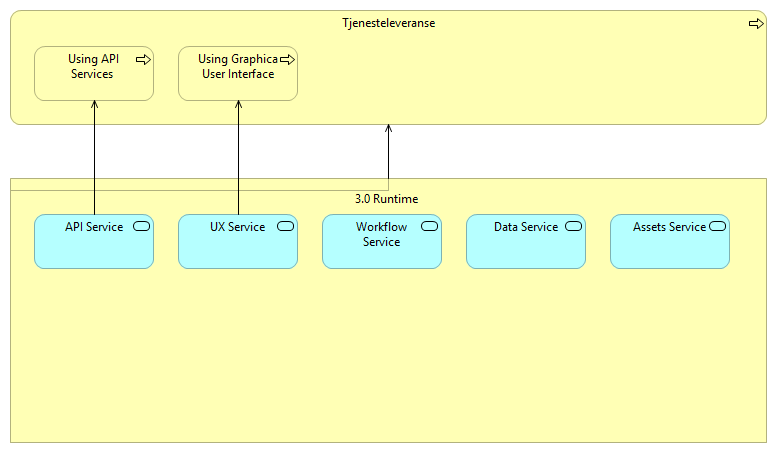 Tjenesteleveranse
Using API
Services
Using Graphica
User Interface
3.0 Runtime
API Service
UX Service
Workflow
Service
Data Service
Assets Service